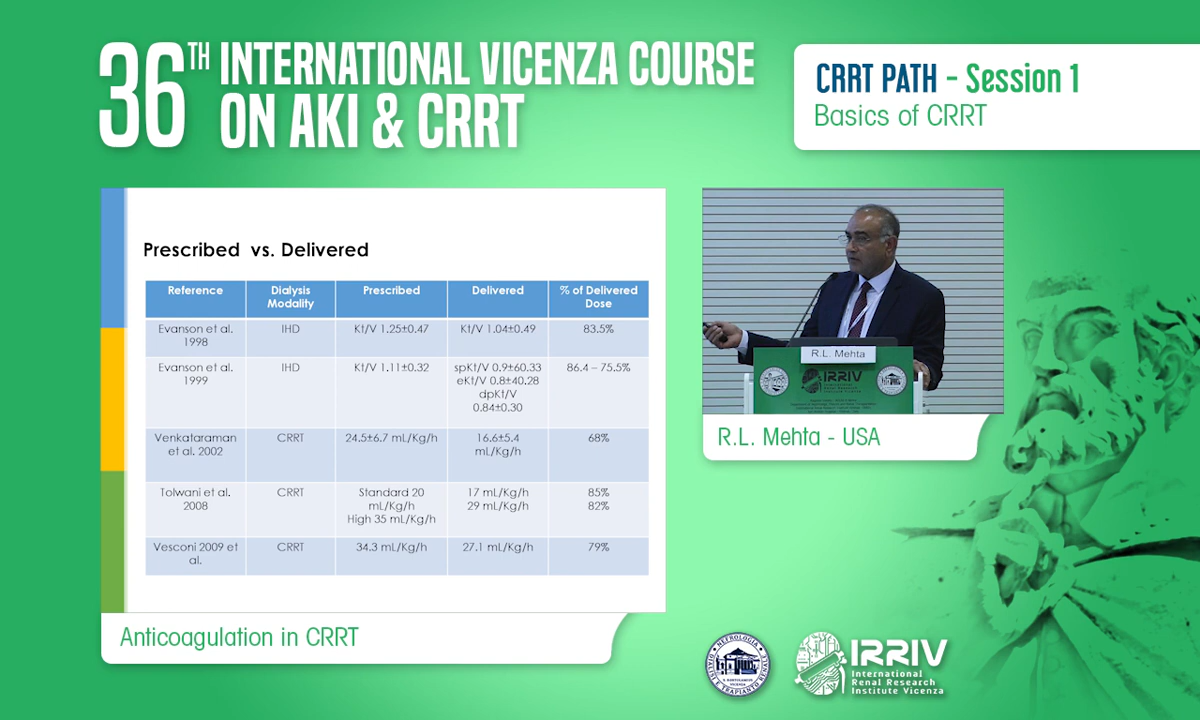 36TH INTERNATIONAL VICENZA COURSE
ON AKI & CRRT
CRRT PATH - Session 1
Basics of CRRT
Prescribed vs. Delivered
Reference Dialysis Modality Prescribed Delivered % of Delivered Dose
Evanson et al. 1998 IHD Kt/V 1.25±0.47 Kt/V 1.04±0.49 83.5%
Evanson et al. 1999 IHD Kt/V 1.11±0.32 spKt/V 0.9±60.33 eKt/V 0.8±40.28 dpKt/V 0.84±0.30 86.4 – 75.5%
Venkataraman et al. 2002 CRRT 24.5±6.7 mL/Kg/h 16.6±5.4 mL/Kg/h 68%
Tolwani et al. 2008 CRRT Standard 20 mL/Kg/h High 35 mL/Kg/h 17 mL/Kg/h 29 mL/Kg/h 85% 82%
Vesconi 2009 et al. CRRT 34.3 mL/Kg/h 27.1 mL/Kg/h 79%
Anticoagulation in CRRT
R.L. Mehta
IRRIV
R.L. Mehta - USA
NEFROLOGIA
DIALISI E TRAPIANTO RENALE
S. BORTOLO VICENZA
IRRIV
International
Renal Research
Institute Vicenza